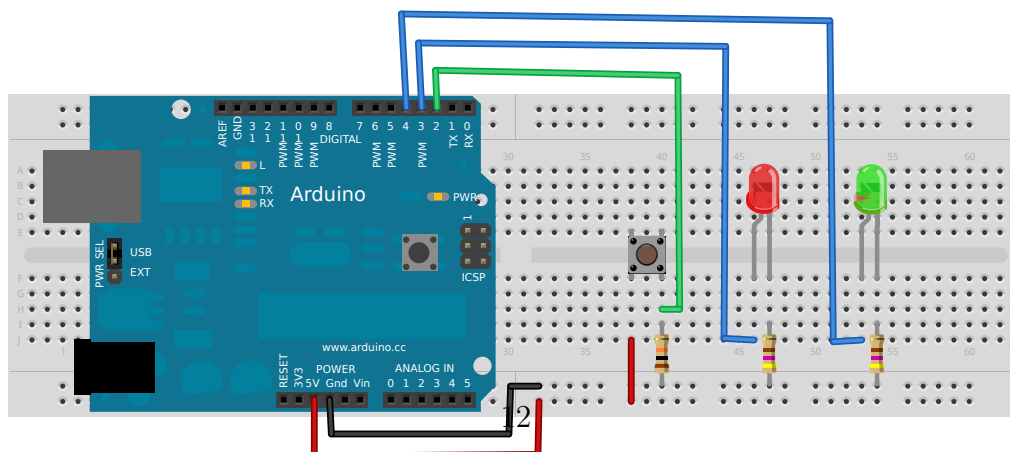 AREF
GND
13
12
11 PWM
10 PWM
9 PWM
8
DIGITAL
7
6 PWM
5 PWM
4
3 PWM
2
1 TX
0 RX
L
TX
RX
Arduino
PWR
1
ICSP
PWR SEL
USB
EXT
www.arduino.cc
POWER
ANALOG IN
RESET
3V3
5V
Gnd
Vin
0 1 2 3 4 5
30 35 40 45 50 55 60
A A
B B
C C
D D
E E
F F
G G
H H
I I
J J
1 30 35 45 50 55 60
12